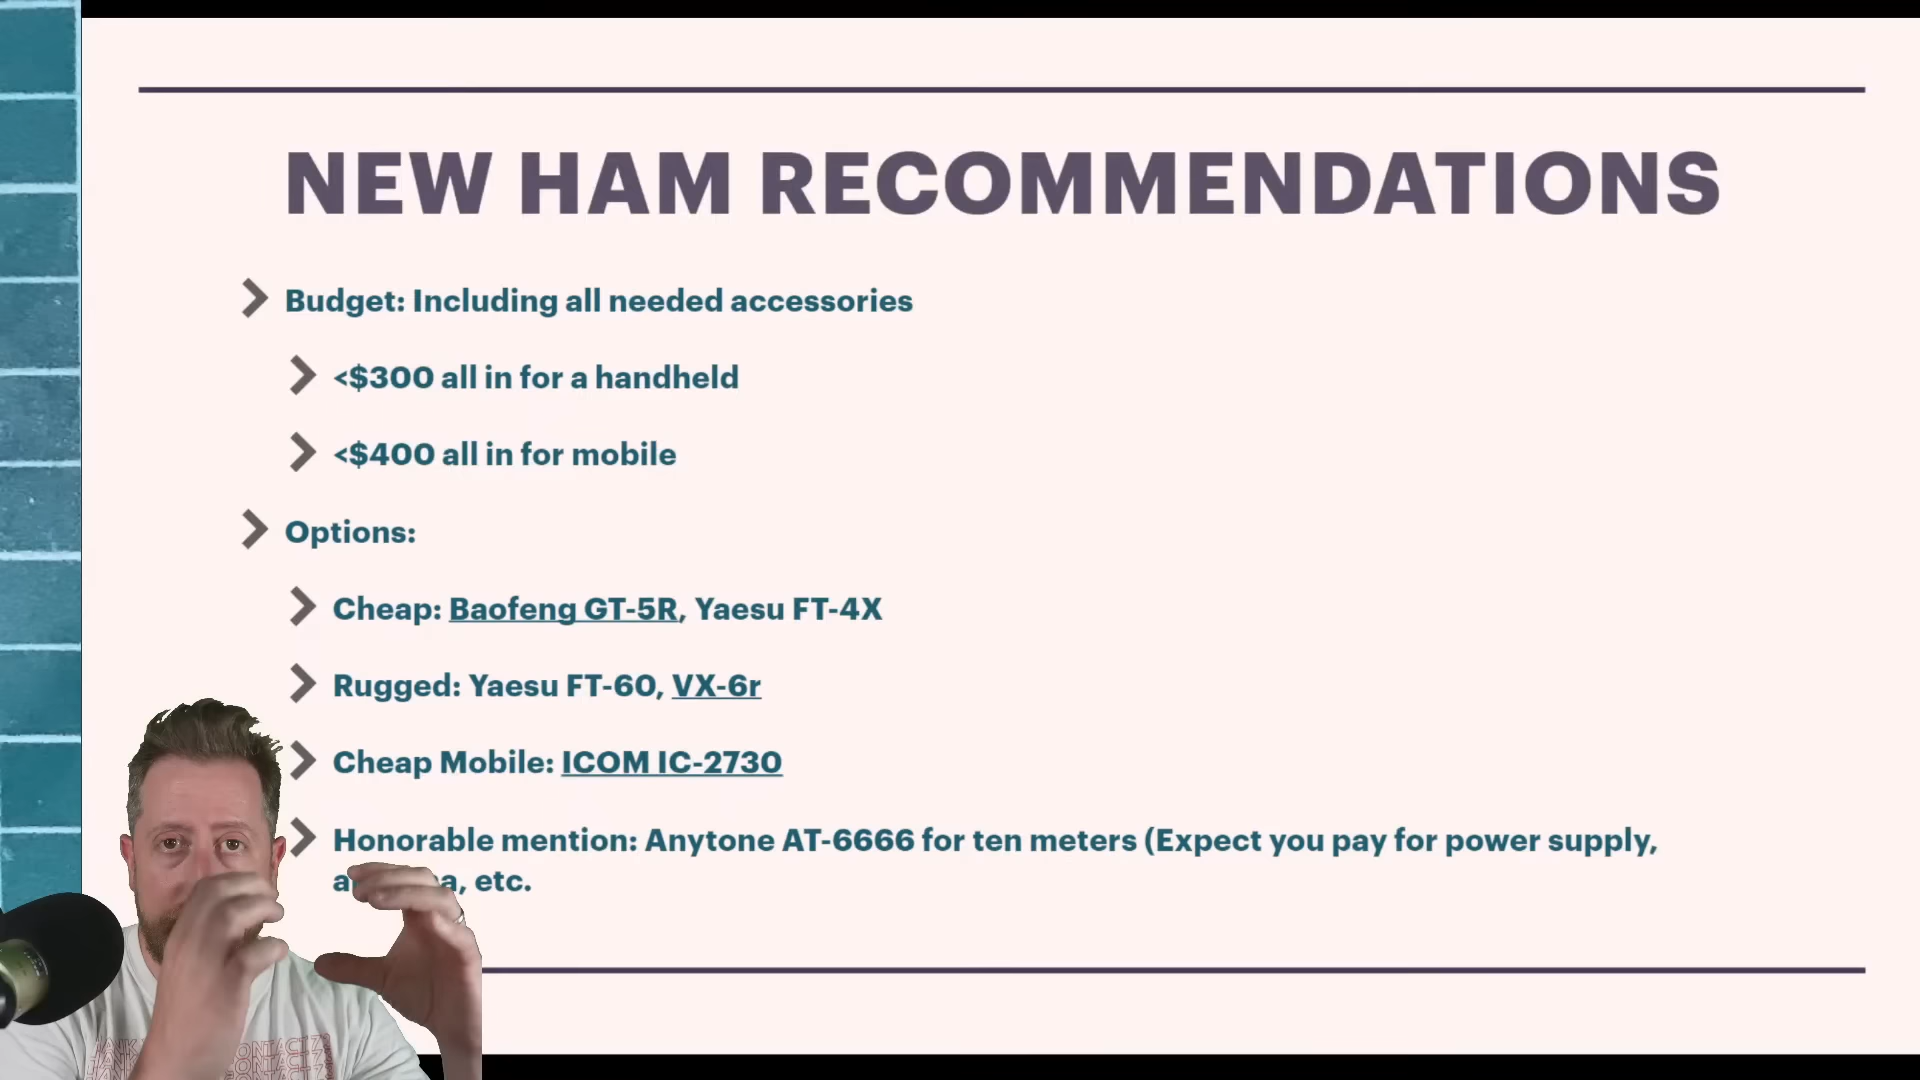 NEW HAM RECOMMENDATIONS
Budget: Including all needed accessories
<$300 all in for a handheld
<$400 all in for mobile
Options:
Cheap: Baofeng GT-5R, Yaesu FT-4X
Rugged: Yaesu FT-60, VX-6r
Cheap Mobile: ICOM IC-2730
Honorable mention: Anytone AT-6666 for ten meters (Expect you pay for power supply,
etc.